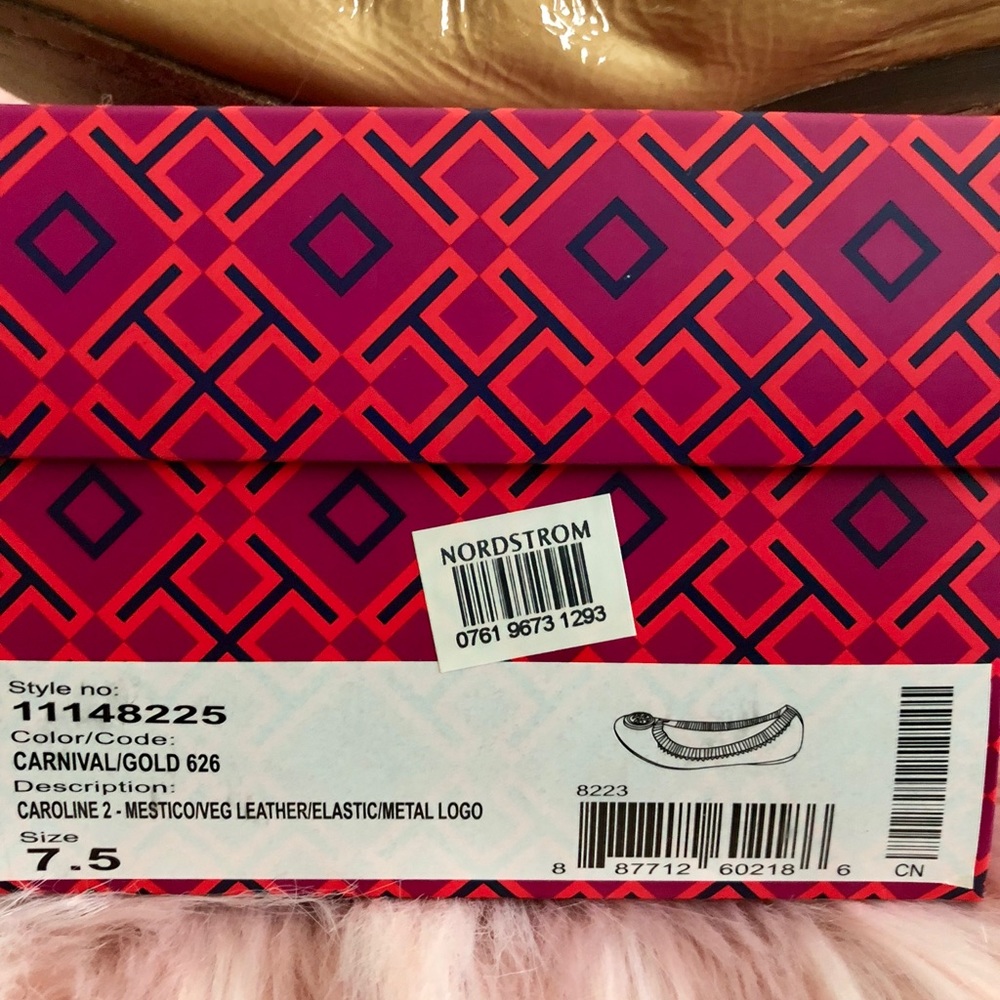 NORDSTROM
0761 9673 1293
Style no:
11148225
Color/Code:
CARNIVAL/GOLD 626
Description:
CAROLINE 2 - MESTICO/VEG LEATHER/ELASTIC/METAL LOGO
Size
7.5
8223
8 87712 60218 6
CN